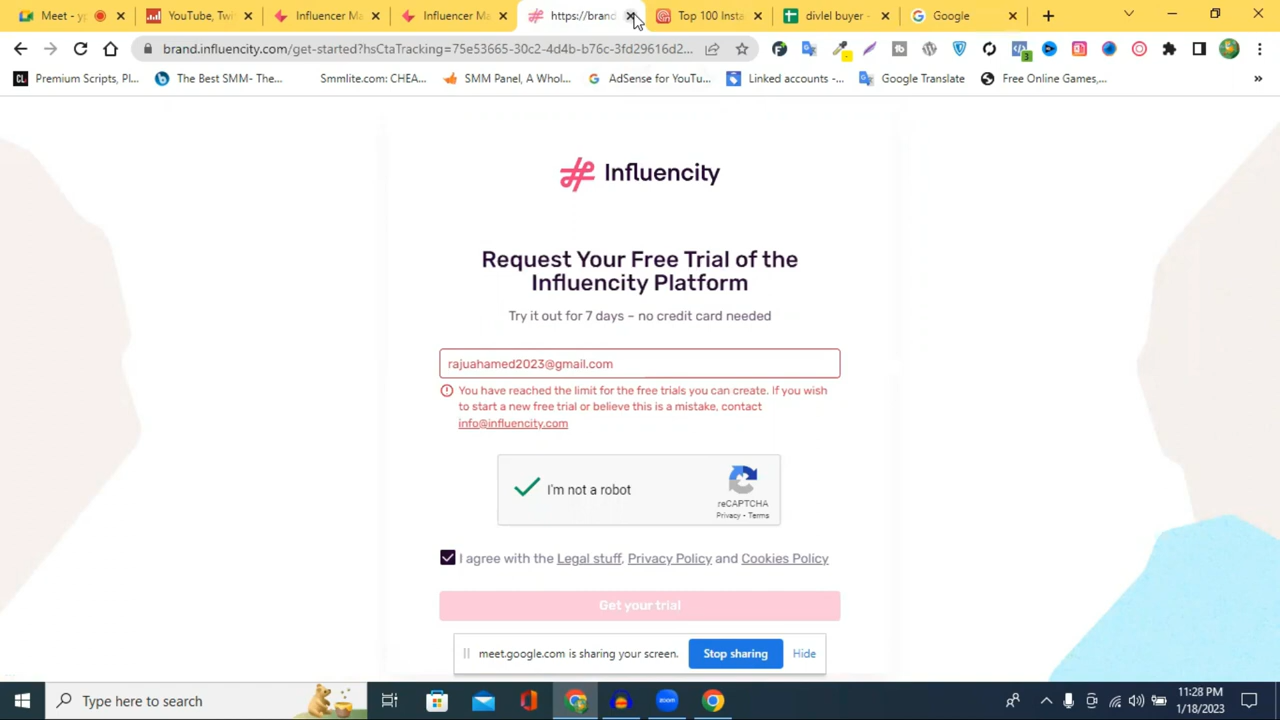 Meet - yp
YouTube, Twi
Influencer Ma
Influencer Ma
https://brand
Top 100 Insta
divlel buyer -
Google
brand.influencity.com/get-started?hsCtaTracking=75e53665-30c2-4d4b-b76c-3fd29616d2...
3
Premium Scripts, Pl...
The Best SMM- The...
Smmlite.com: CHEA...
SMM Panel, A Whol...
AdSense for YouTu...
Linked accounts -...
Google Translate
Free Online Games,...
»
Influencity
Request Your Free Trial of the
Influencity Platform
Try it out for 7 days – no credit card needed
rajuahamed2023@gmail.com
You have reached the limit for the free trials you can create. If you wish
to start a new free trial or believe this is a mistake, contact
info@influencity.com
I'm not a robot
reCAPTCHA
Privacy - Terms
I agree with the Legal stuff, Privacy Policy and Cookies Policy
Get your trial
meet.google.com is sharing your screen.
Stop sharing
Hide
Type here to search
zoom
11:28 PM
1/18/2023